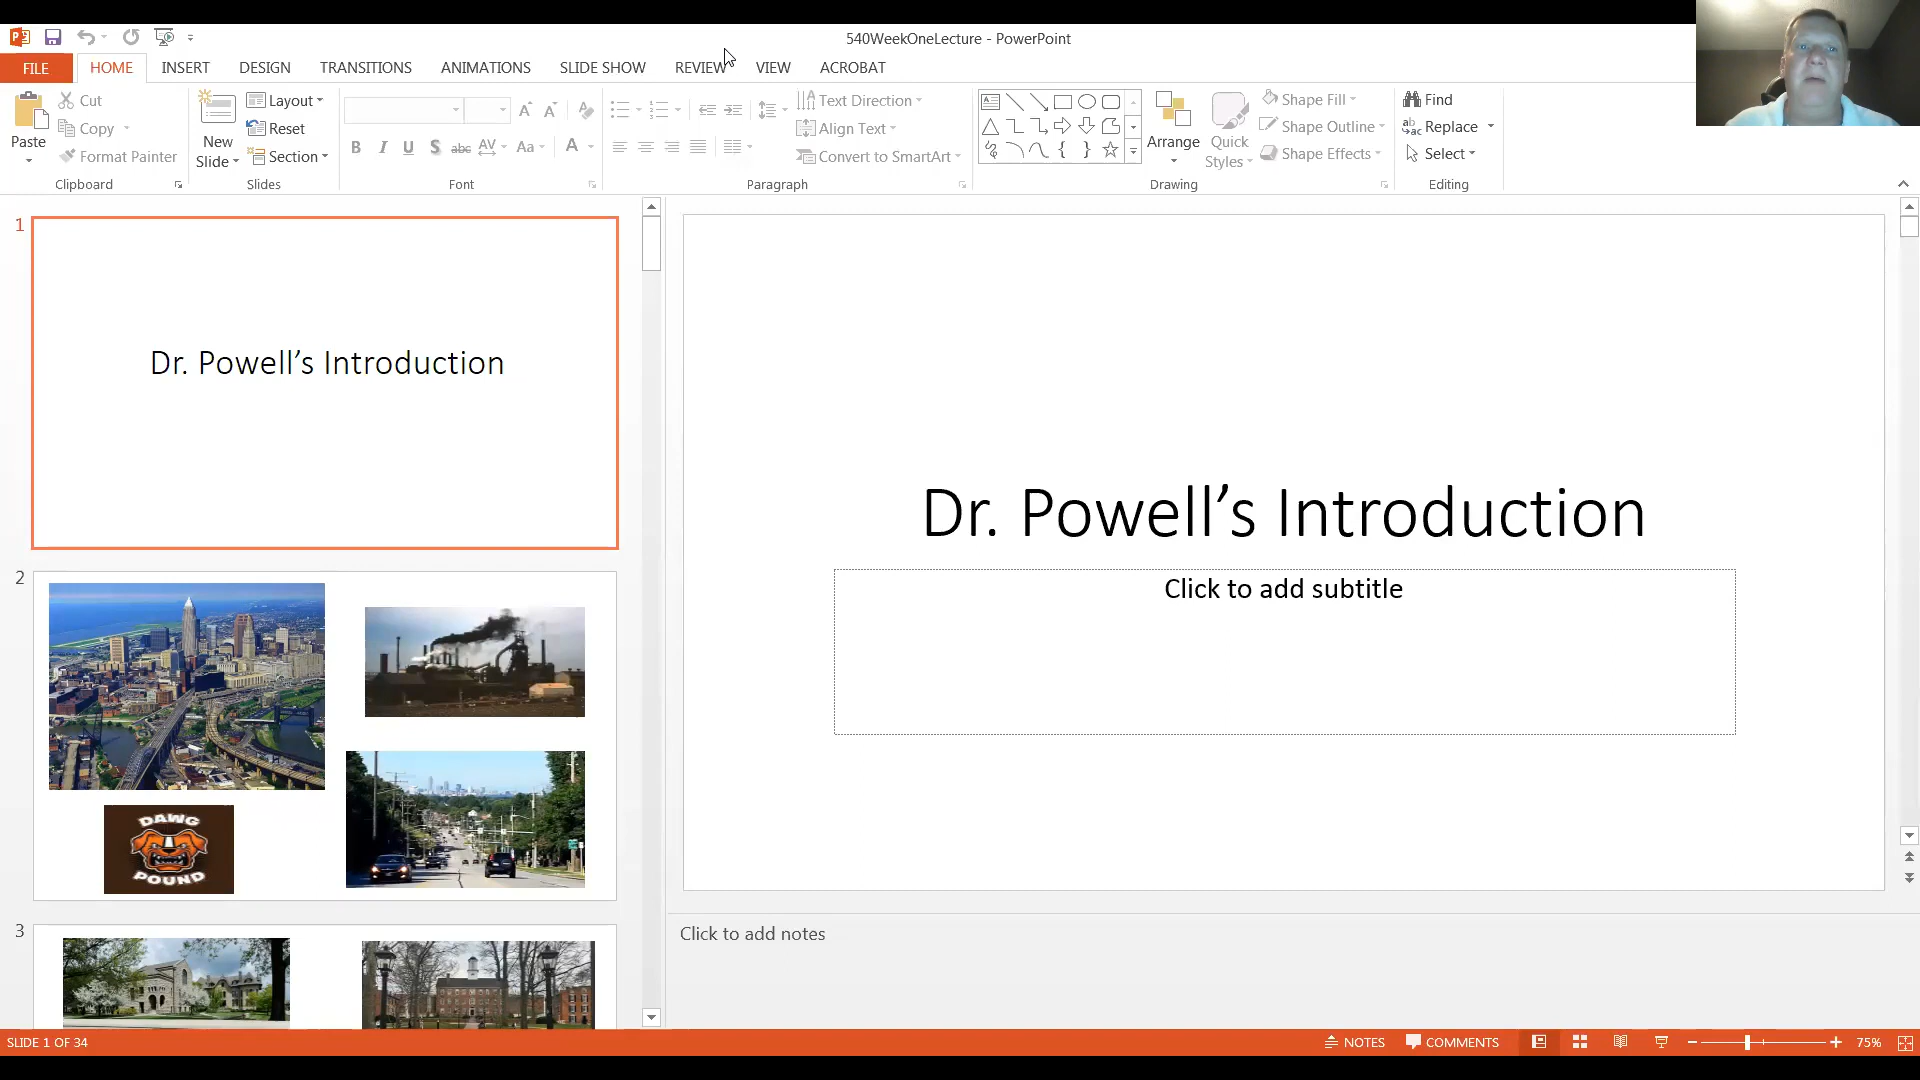 540WeekOneLecture - PowerPoint
FILE
HOME
INSERT
DESIGN
TRANSITIONS
ANIMATIONS
SLIDE SHOW
REVIEW
VIEW
ACROBAT
Paste
Cut
Copy
Format Painter
Clipboard
New
Slide
Layout
Reset
Section
Slides
B I U S abc AV Aa A
Font
Text Direction
Align Text
Convert to SmartArt
Paragraph
Arrange
Quick
Styles
Shape Fill
Shape Outline
Shape Effects
Drawing
Find
Replace
Select
Editing
1
Dr. Powell’s Introduction
2
DAWG
POUND
3
Dr. Powell’s Introduction
Click to add subtitle
Click to add notes
SLIDE 1 OF 34
NOTES
COMMENTS
75%